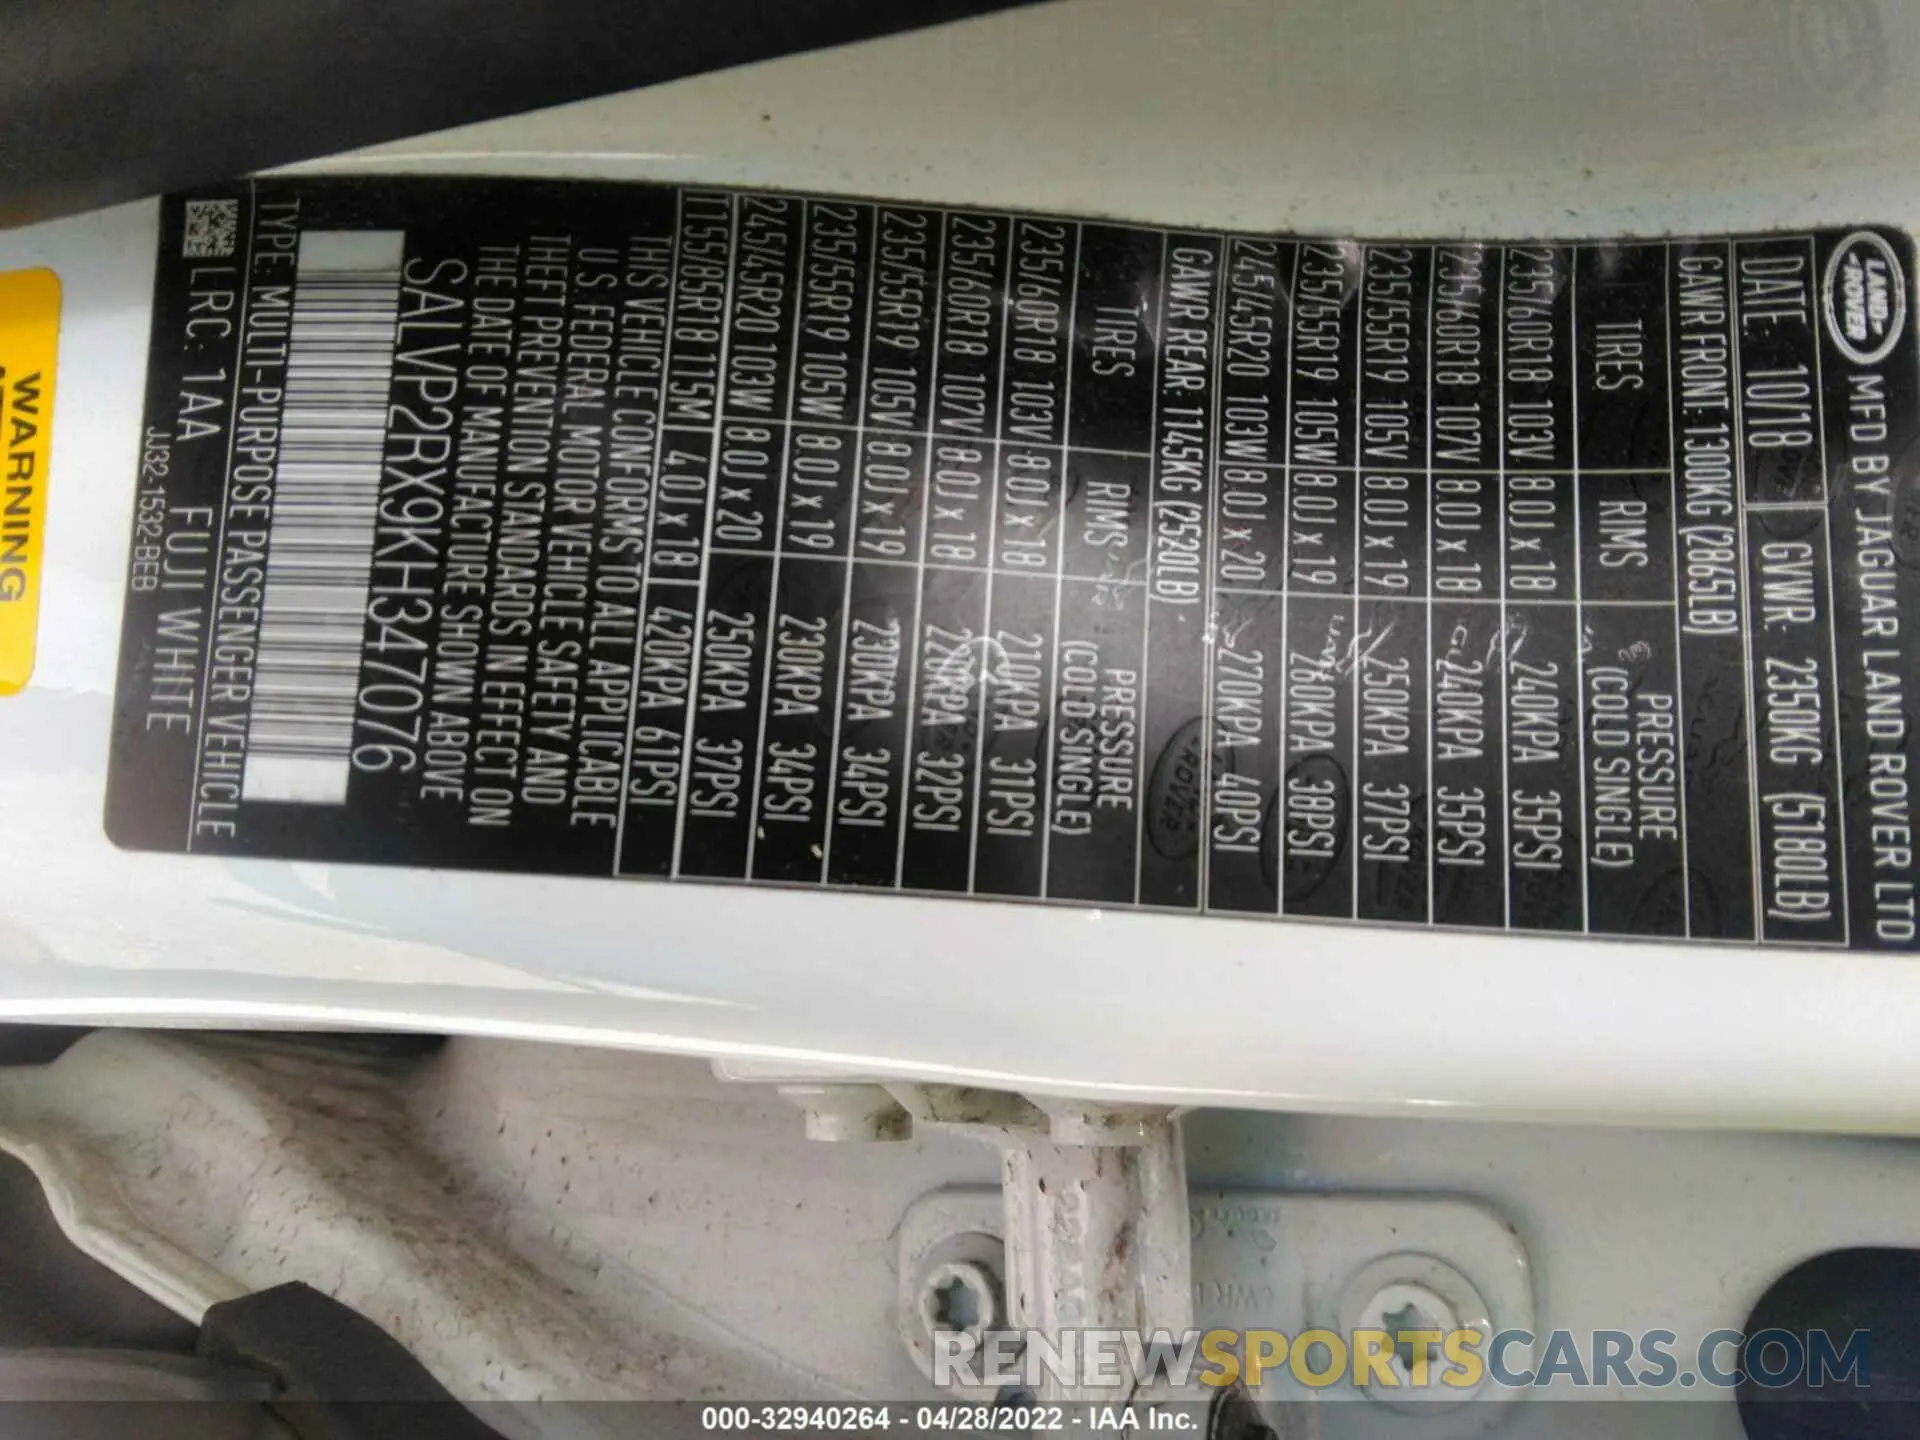 LAND-
-ROVER
MFD BY JAGUAR LAND ROVER LTD
DATE: 10/18 GVWR: 2350KG (5180LB)
GAWR FRONT: 1300KG (2865LB)
TIRES RIMS PRESSURE
(COLD SINGLE)
235/60R18 103V 8.0J x 18 240KPA 35PSI
235/60R18 107V 8.0J x 18 240KPA 35PSI
235/55R19 105V 8.0J x 19 250KPA 37PSI
235/55R19 105W 8.0J x 19 260KPA 38PSI
245/45R20 103W 8.0J x 20 270KPA 40PSI
GAWR REAR: 1145KG (2520LB)
TIRES RIMS PRESSURE
(COLD SINGLE)
235/60R18 103V 8.0J x 18 210KPA 31PSI
235/60R18 107V 8.0J x 18 220KPA 32PSI
235/55R19 105V 8.0J x 19 230KPA 34PSI
235/55R19 105W 8.0J x 19 230KPA 34PSI
245/45R20 103W 8.0J x 20 250KPA 37PSI
T155/85R18 115M 4.0J x 18 420KPA 61PSI
THIS VEHICLE CONFORMS TO ALL APPLICABLE
U.S. FEDERAL MOTOR VEHICLE SAFETY AND
THEFT PREVENTION STANDARDS IN EFFECT ON
THE DATE OF MANUFACTURE SHOWN ABOVE
SALVP2RX9KH347076
TYPE: MULTI-PURPOSE PASSENGER VEHICLE
LRC: 1AA FUJI WHITE
JJ32-1532 BEB
WARNING
RENEWSPORTSCARS.COM
000-32940264 - 04/28/2022 - IAA Inc.